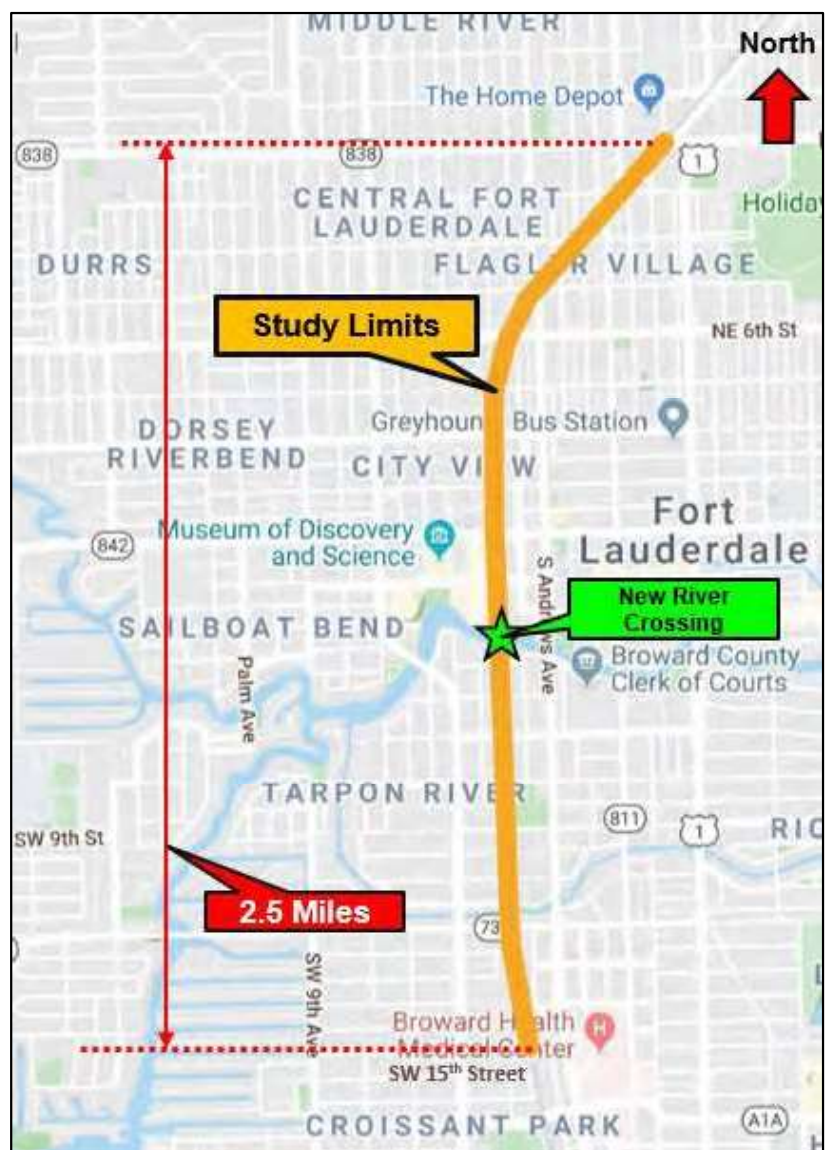 MIDDLE RIVER
North
The Home Depot
838
838
1
CENTRAL FORT
LAUDERDALE
Holiday
DURRS
FLAGLER VILLAGE
Study Limits
NE 6th St
Greyhoun Bus Station
DORSEY
RIVERBEND
CITY VIEW
Fort
Lauderdale
Museum of Discovery
and Science
842
S Andrews Ave
New River
Crossing
SAILBOAT BEND
Broward County
Clerk of Courts
Palm Ave
TARPON RIVER
811
1
RIO
SW 9th St
2.5 Miles
73
SW 9th Ave
Broward Health
Medical Center
SW 15th Street
CROISSANT PARK
A1A